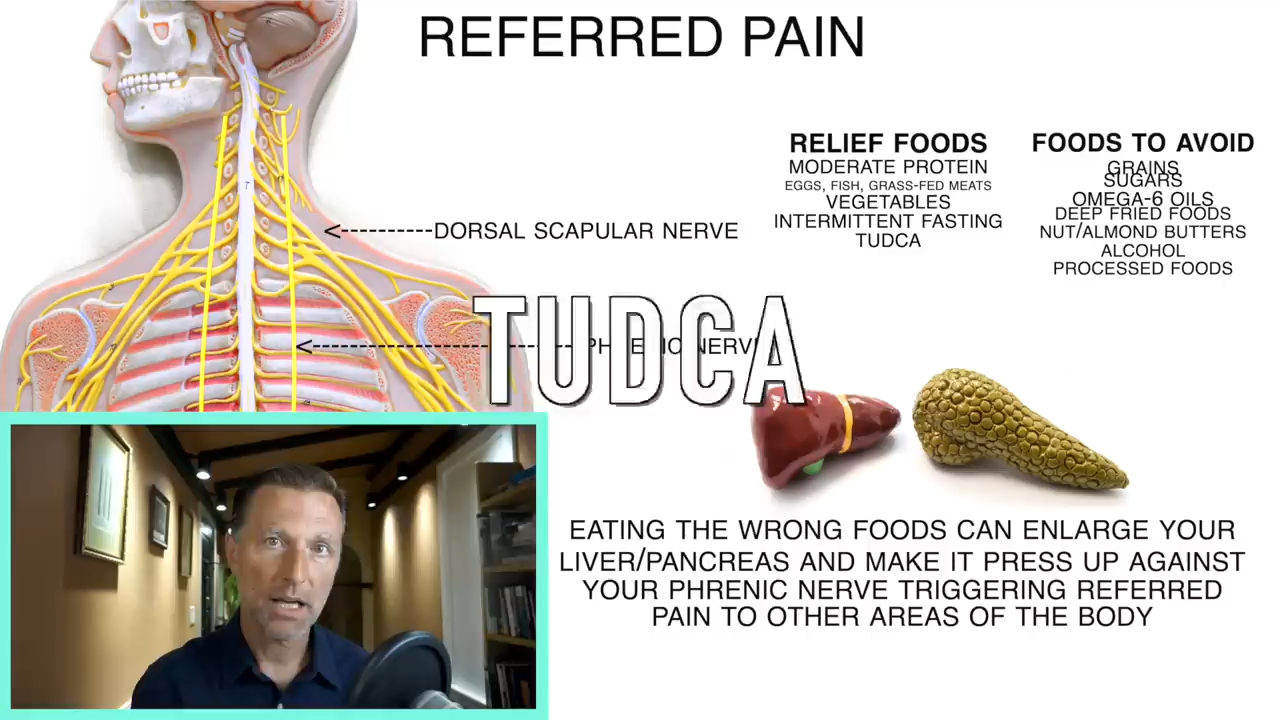 REFERRED PAIN
RELIEF FOODS
MODERATE PROTEIN
EGGS, FISH, GRASS-FED MEATS
VEGETABLES
INTERMITTENT FASTING
TUDCA
FOODS TO AVOID
GRAINS
SUGARS
OMEGA-6 OILS
DEEP FRIED FOODS
NUT/ALMOND BUTTERS
ALCOHOL
PROCESSED FOODS
DORSAL SCAPULAR NERVE
PHRENIC NERVE
TUDCA
EATING THE WRONG FOODS CAN ENLARGE YOUR
LIVER/PANCREAS AND MAKE IT PRESS UP AGAINST
YOUR PHRENIC NERVE TRIGGERING REFERRED
PAIN TO OTHER AREAS OF THE BODY